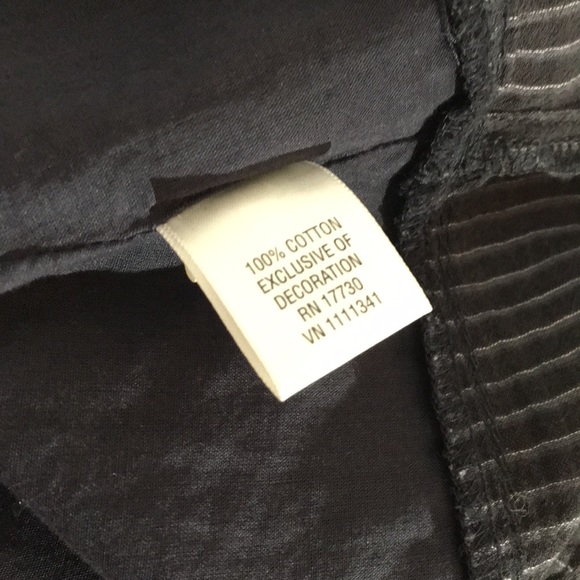 100% COTTON
EXCLUSIVE OF
DECORATION
RN 17730
VN 1111341